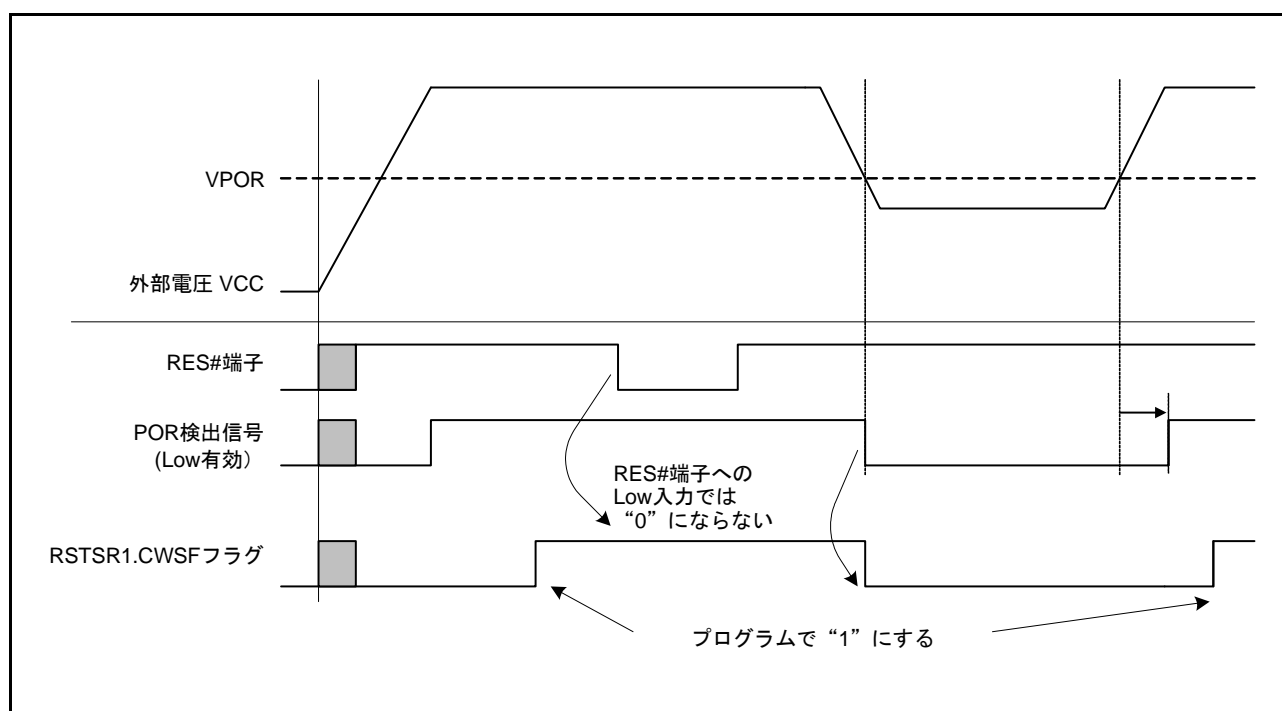 VPOR
外部電圧 VCC
RES#端子
POR検出信号
(Low有効)
RES#端子への
Low入力では
“0”にならない
RSTSR1.CWSFフラグ
プログラムで“1”にする